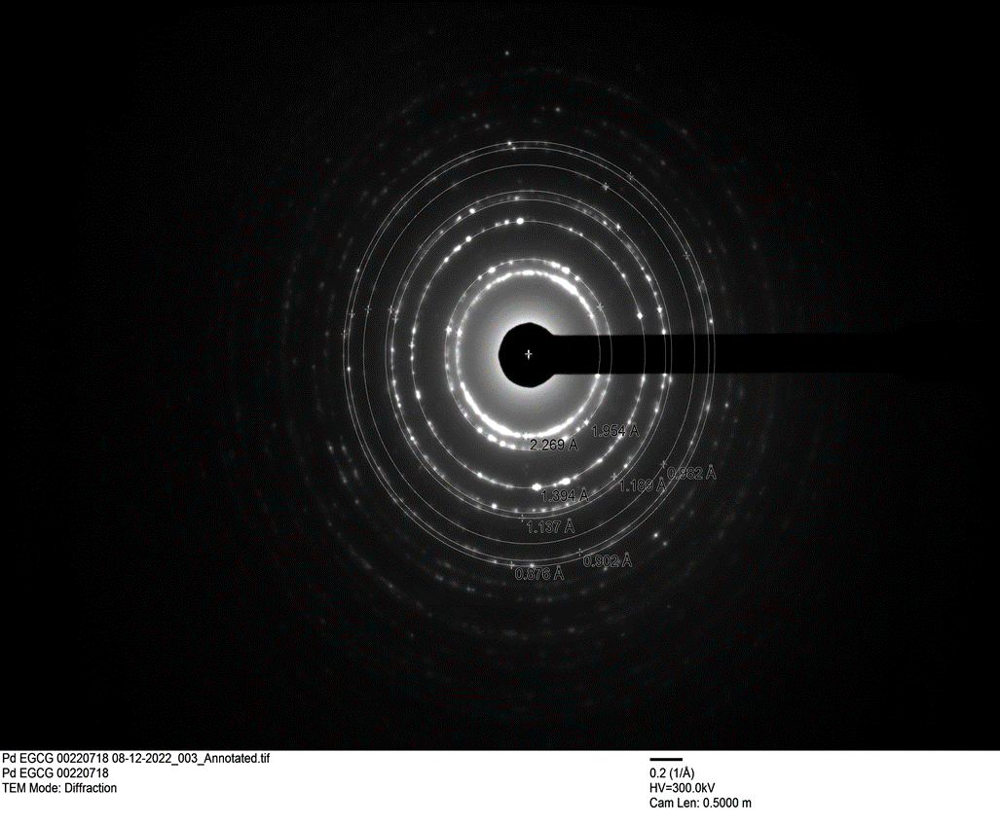 1.954 Å
2.269 Å
0.982 Å
1.189 Å
1.394 Å
1.137 Å
0.902 Å
0.876 Å
Pd EGCG 00220718 08-12-2022_003_Annotated.tif
Pd EGCG 00220718
TEM Mode: Diffraction
0.2 (1/Å)
HV=300.0kV
Cam Len: 0.5000 m